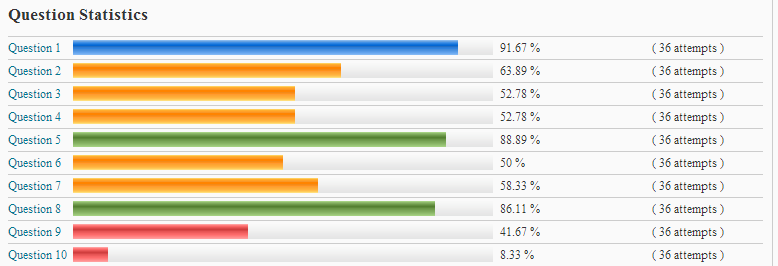 Question Statistics
Question 1 91.67 % ( 36 attempts )
Question 2 63.89 % ( 36 attempts )
Question 3 52.78 % ( 36 attempts )
Question 4 52.78 % ( 36 attempts )
Question 5 88.89 % ( 36 attempts )
Question 6 50 % ( 36 attempts )
Question 7 58.33 % ( 36 attempts )
Question 8 86.11 % ( 36 attempts )
Question 9 41.67 % ( 36 attempts )
Question 10 8.33 % ( 36 attempts )